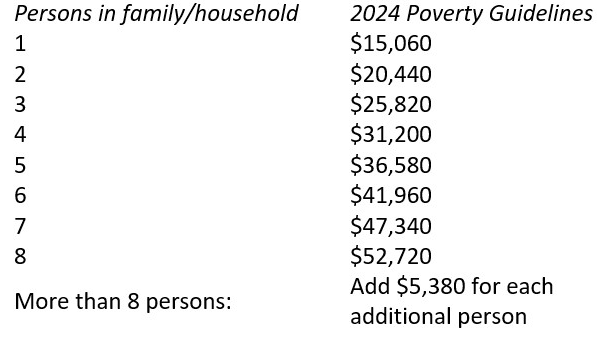 Persons in family/household 2024 Poverty Guidelines
1 $15,060
2 $20,440
3 $25,820
4 $31,200
5 $36,580
6 $41,960
7 $47,340
8 $52,720
More than 8 persons:
Add $5,380 for each
additional person